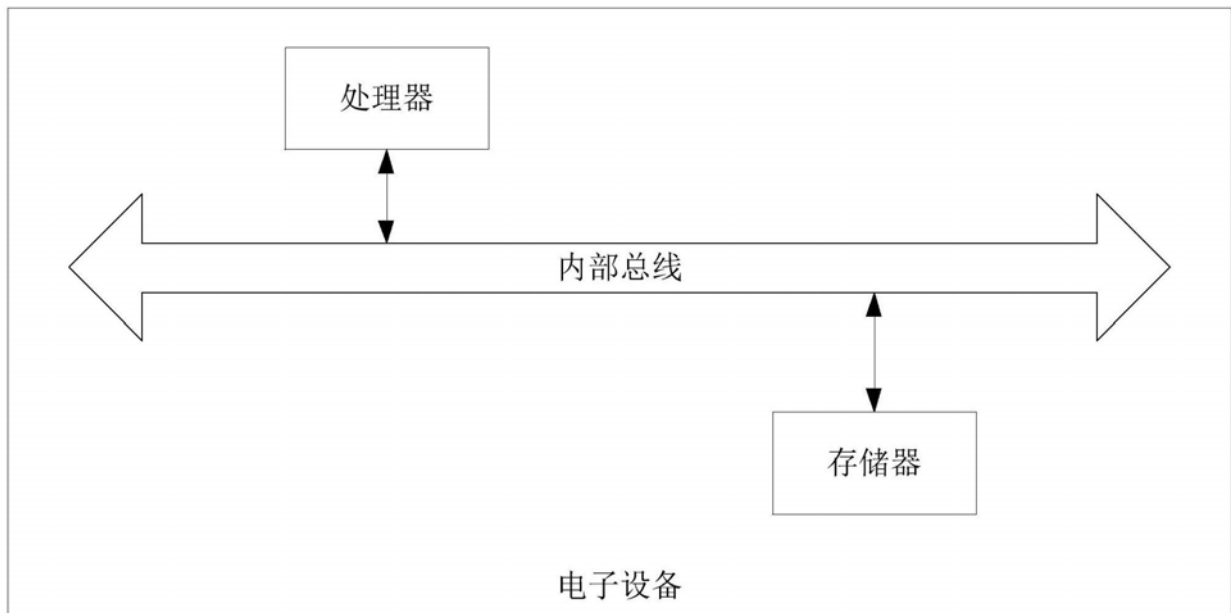 处理器
内部总线
存储器
电子设备